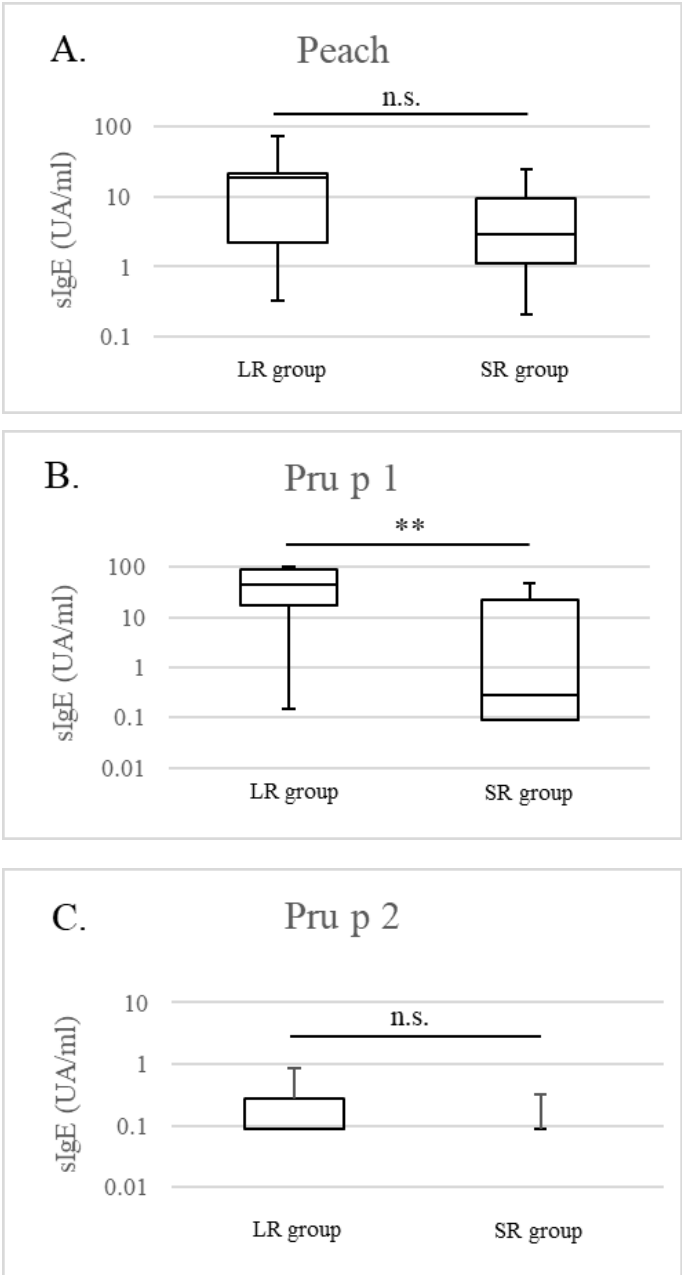 A.
Peach
n.s.
100
10
1
0.1
sIgE (UA/ml)
LR group
SR group
B.
Pru p 1
**
100
10
1
0.1
0.01
sIgE (UA/ml)
LR group
SR group
C.
Pru p 2
n.s.
10
1
0.1
0.01
sIgE (UA/ml)
LR group
SR group